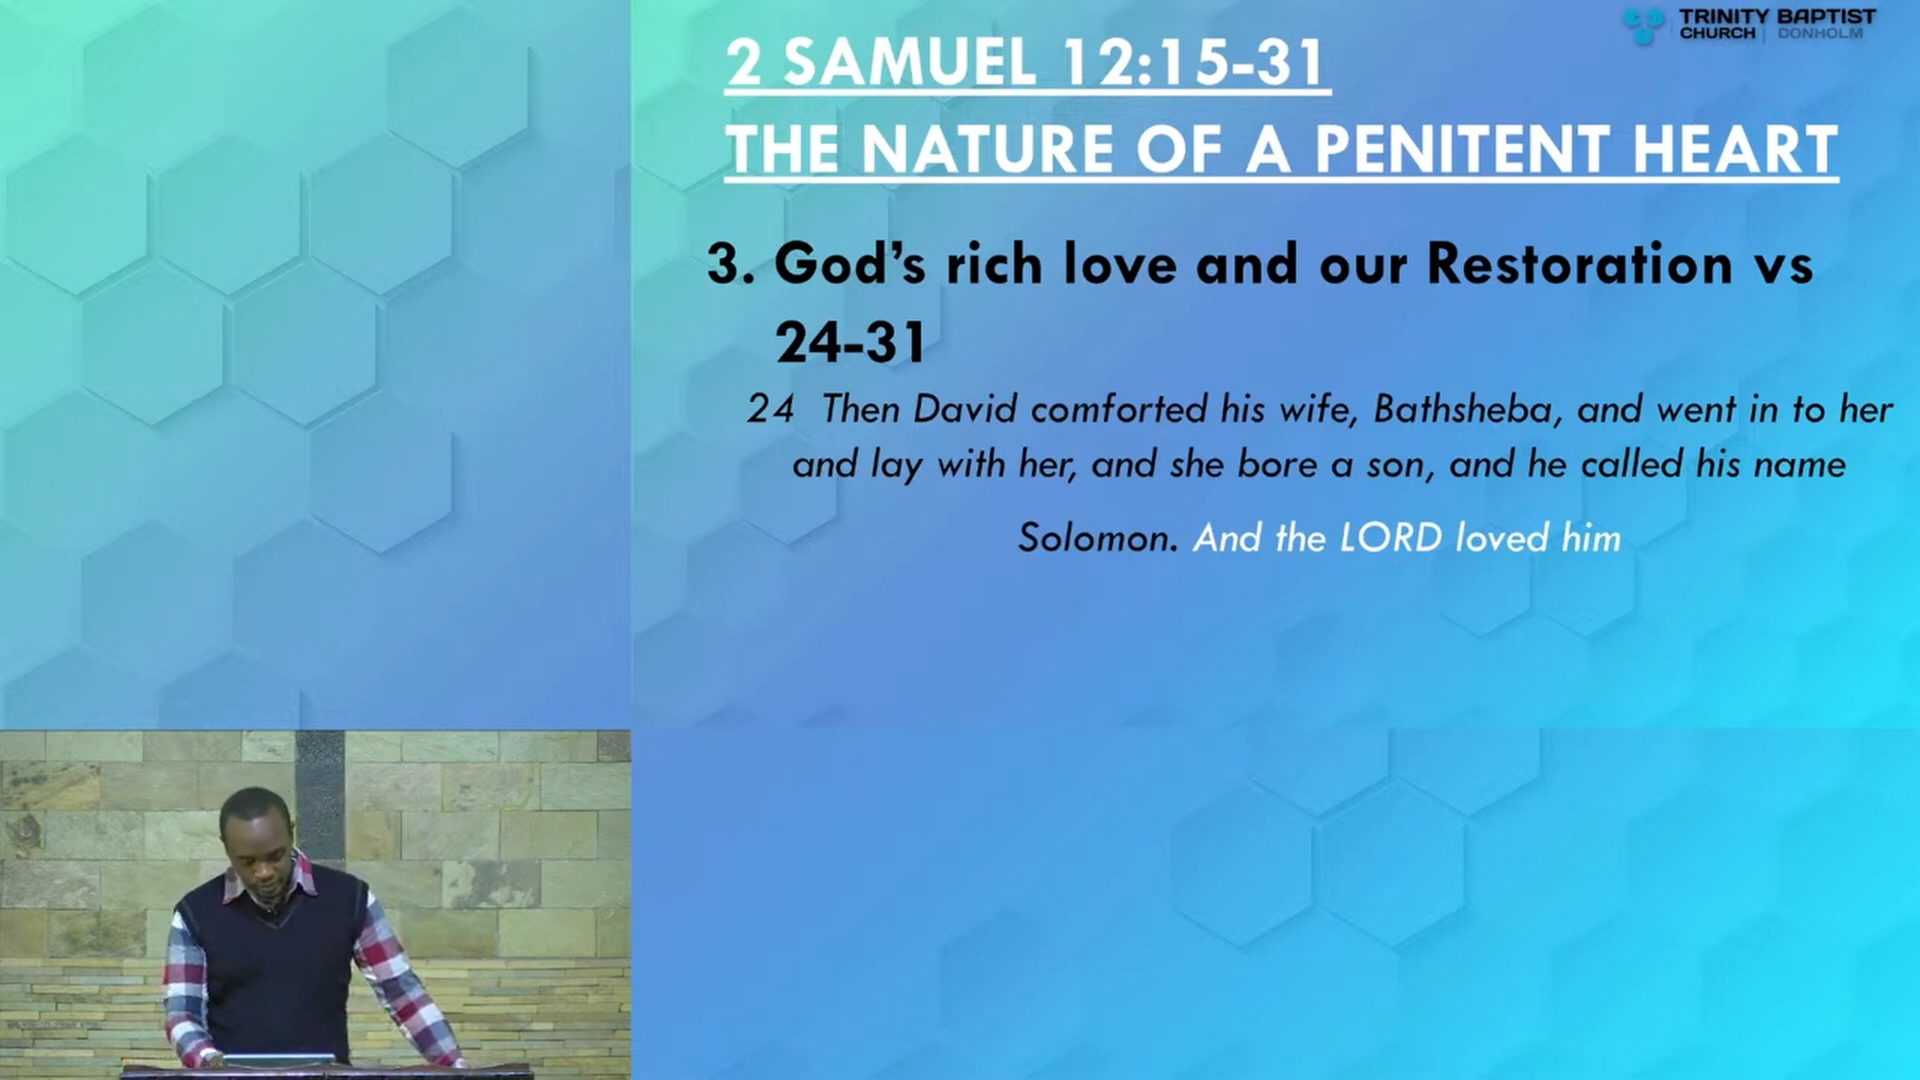 TRINITY BAPTIST
CHURCH | DONHOLM
2 SAMUEL 12:15-31
THE NATURE OF A PENITENT HEART
3. God’s rich love and our Restoration vs
24-31
24 Then David comforted his wife, Bathsheba, and went in to her
and lay with her, and she bore a son, and he called his name
Solomon. And the LORD loved him